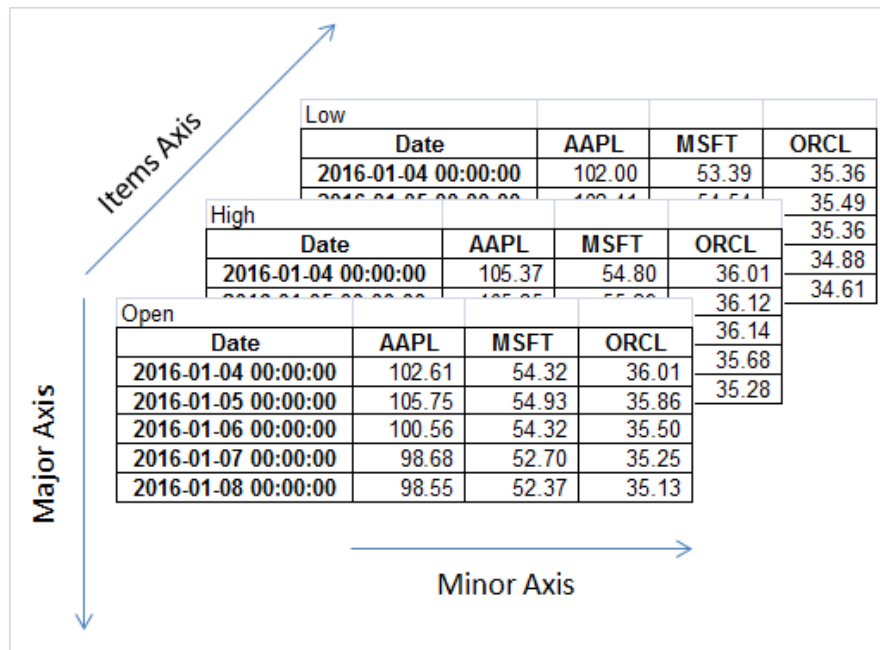 Items Axis
Low
Date AAPL MSFT ORCL
2016-01-04 00:00:00 102.00 53.39 35.36
35.49
35.36
34.88
34.61
High
Date AAPL MSFT ORCL
2016-01-04 00:00:00 105.37 54.80 36.01
36.12
36.14
35.68
35.28
Open
Date AAPL MSFT ORCL
2016-01-04 00:00:00 102.61 54.32 36.01
2016-01-05 00:00:00 105.75 54.93 35.86
2016-01-06 00:00:00 100.56 54.32 35.50
2016-01-07 00:00:00 98.68 52.70 35.25
2016-01-08 00:00:00 98.55 52.37 35.13
Major Axis
Minor Axis